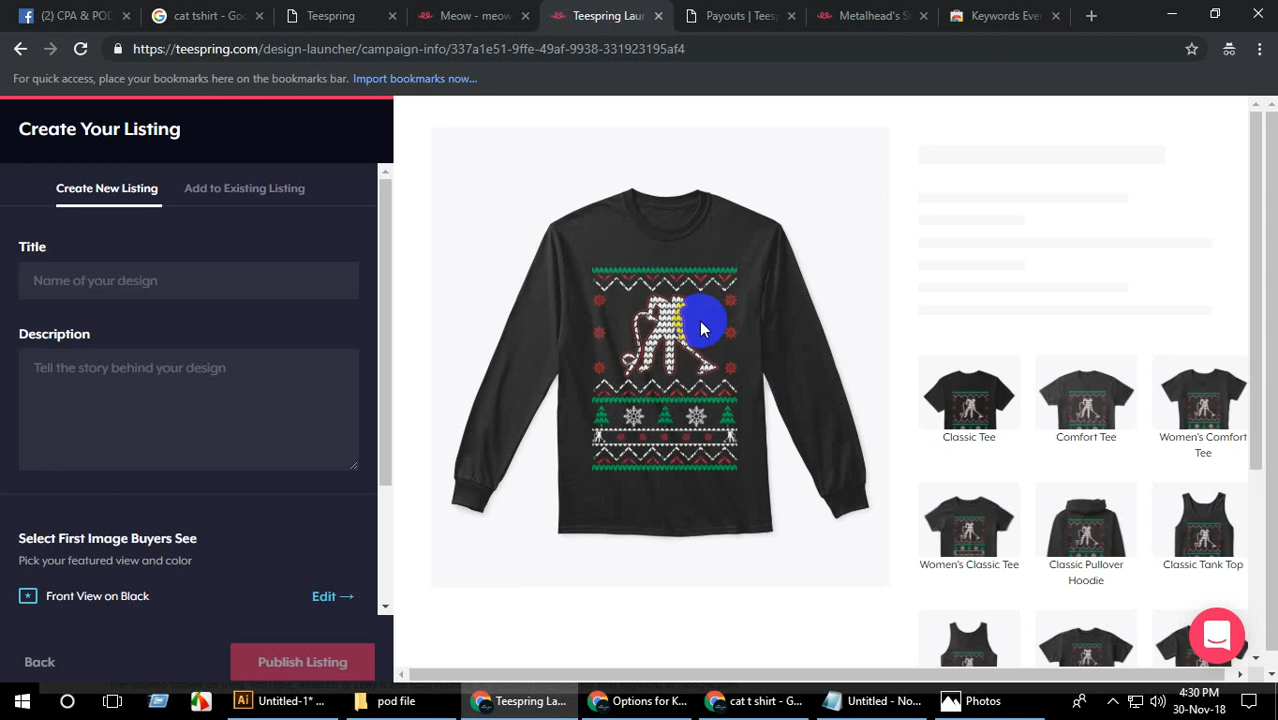 (2) CPA & POD
cat tshirt - Goo
Teespring
Meow - meow
Teespring Laun
Payouts | Tees
Metalhead's S
Keywords Ever
https://teespring.com/design-launcher/campaign-info/337a1e51-9ffe-49af-9938-331923195af4
For quick access, place your bookmarks here on the bookmarks bar. Import bookmarks now...
Create Your Listing
Create New Listing
Add to Existing Listing
Title
Name of your design
Description
Tell the story behind your design
Select First Image Buyers See
Pick your featured view and color
Front View on Black
Edit →
Back
Publish Listing
Classic Tee
Comfort Tee
Women's Comfort
Tee
Women's Classic Tee
Classic Pullover
Hoodie
Classic Tank Top
Untitled-1* ...
pod file
Teespring La...
Options for K...
cat t shirt - G...
Untitled - No...
Photos
4:30 PM
30-Nov-18